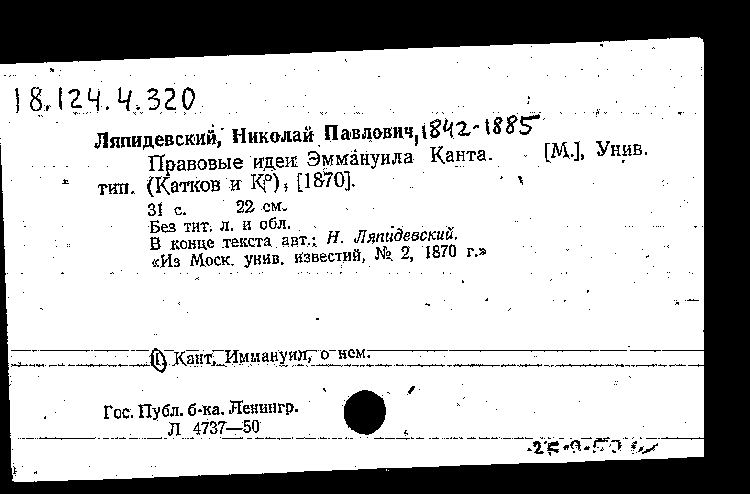 18.124.4.320
Ляпидевский, Николай Павлович, 1842-1885
Правовые идеи Эммануила Канта. [М.], Унив.
тип. (Катков и К°), [1870].
31 с. 22 см.
Без тит. л. и обл.
В конце текста авт.: Н. Ляпидевский.
«Из Моск. унив. известий, № 2, 1870 г.»
1) Кант, Иммануил, о нем.
Гос. Публ. б-ка. Ленингр.
Л 4737—50